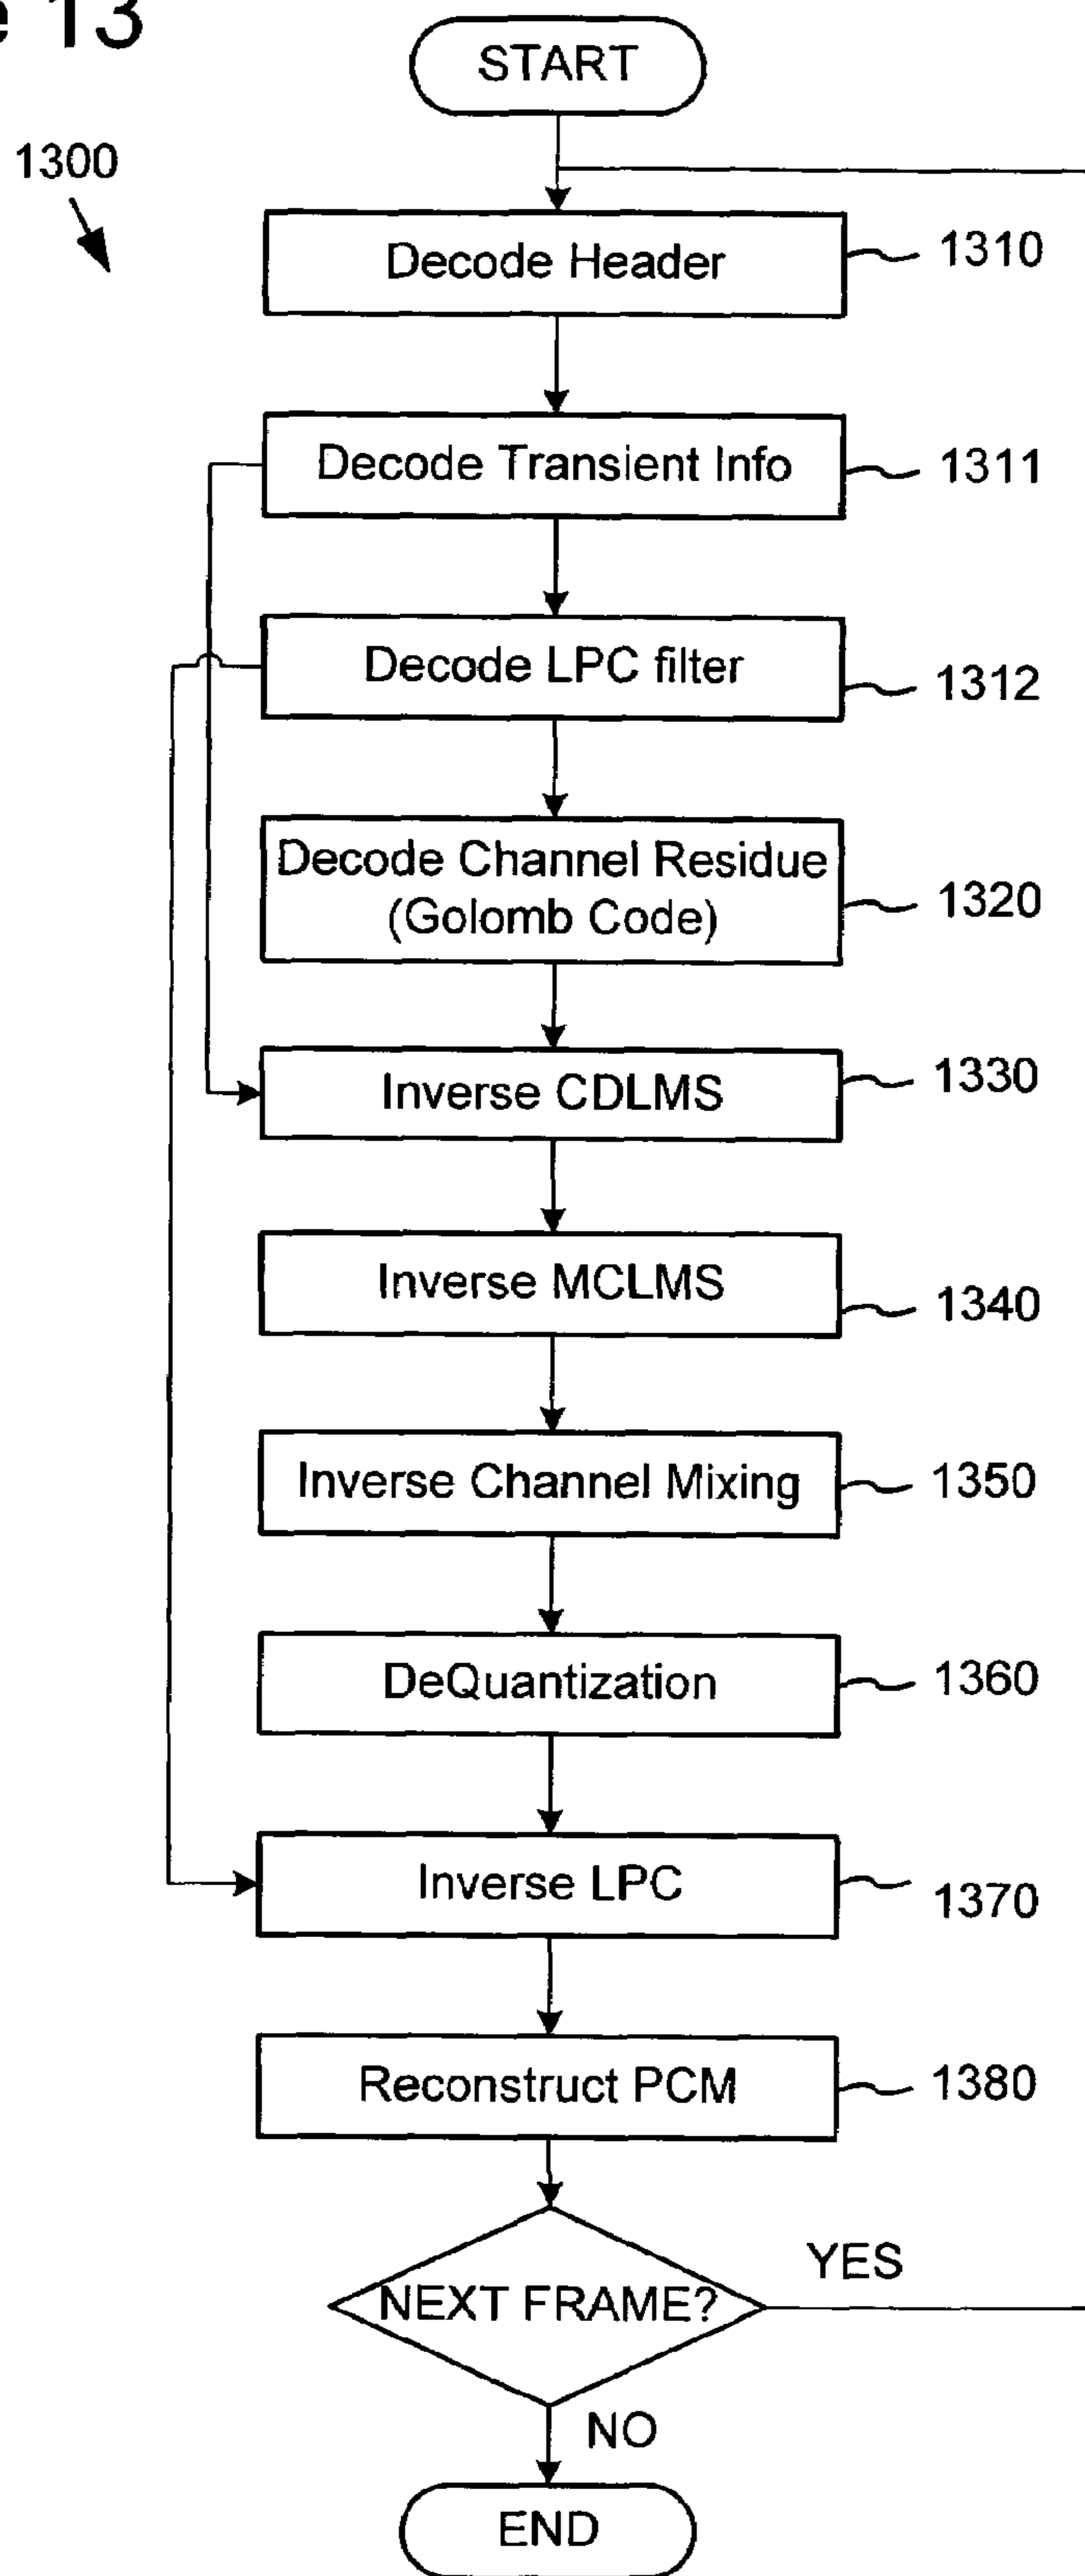 e 13
START
1300
Decode Header
1310
Decode Transient Info
1311
Decode LPC filter
1312
Decode Channel Residue
(Golomb Code)
1320
Inverse CDLMS
1330
Inverse MCLMS
1340
Inverse Channel Mixing
1350
DeQuantization
1360
Inverse LPC
1370
Reconstruct PCM
1380
YES
NEXT FRAME?
NO
END